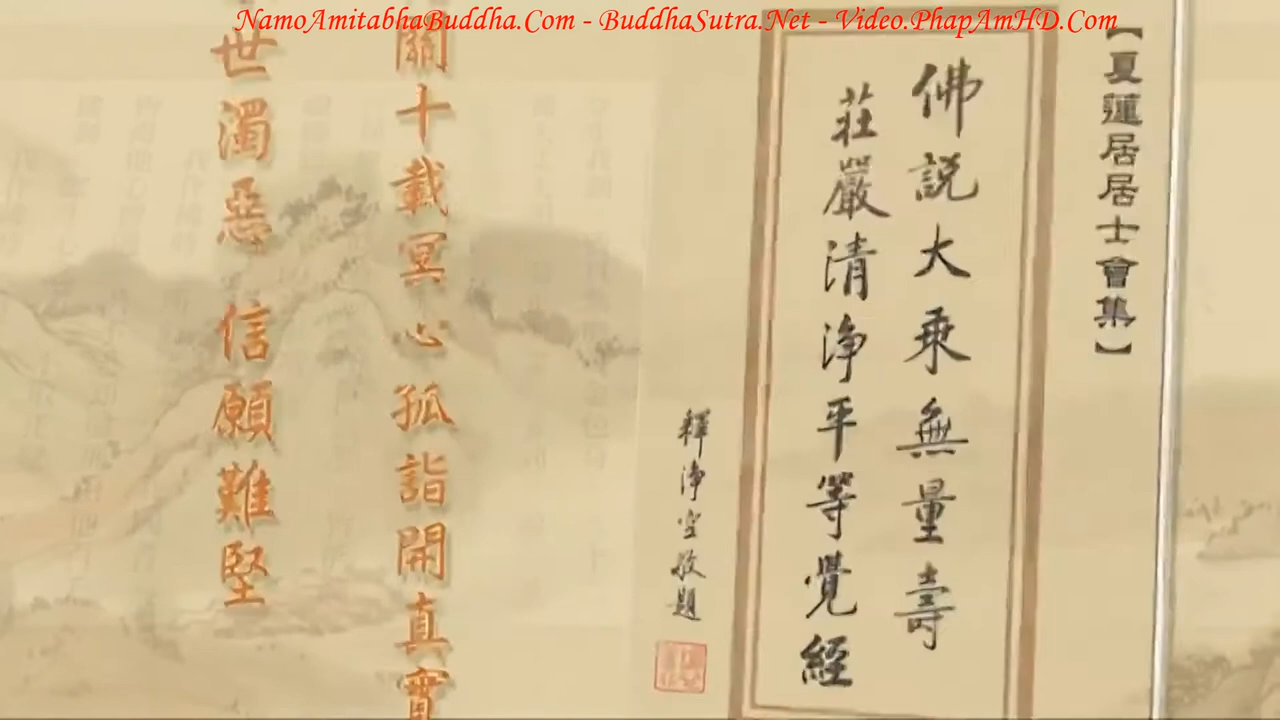 NamoAmitabhaBuddha.Com - BuddhaSutra.Net - Video.PhapAmHD.Com
【夏蓮居居士會集】
佛説大乘無量壽
莊嚴清淨平等覺經
釋淨空敬題
關十載冥心孤詣開真實
世濁惡 信願難堅